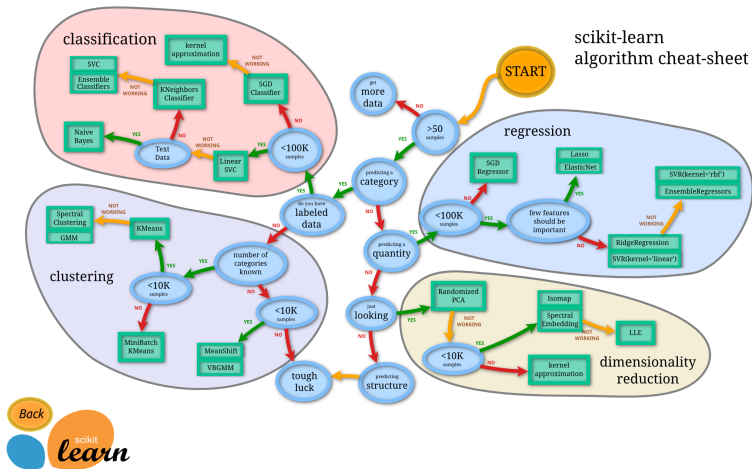 scikit-learn
algorithm cheat-sheet
START
get
more
data
NO
>50
samples
YES
predicting a
category
YES
NO
do you have
labeled
data
YES
NO
predicting a
quantity
YES
NO
just
looking
YES
NO
predicting
structure
tough
luck
classification
kernel
approximation
NOT
WORKING
SGD
Classifier
NO
<100K
samples
YES
Linear
SVC
NOT
WORKING
Text
Data
YES
NO
Naive
Bayes
KNeighbors
Classifier
NOT
WORKING
SVC
Ensemble
Classifiers
clustering
number of
categories
known
YES
NO
<10K
samples
YES
NO
KMeans
NOT
WORKING
Spectral
Clustering
GMM
MiniBatch
KMeans
<10K
samples
YES
NO
MeanShift
VBGMM
regression
<100K
samples
NO
YES
SGD
Regressor
few features
should be
important
YES
NO
Lasso
ElasticNet
RidgeRegression
SVR(kernel='linear')
NOT
WORKING
SVR(kernel='rbf')
EnsembleRegressors
dimensionality
reduction
Randomized
PCA
NOT
WORKING
<10K
samples
YES
NO
Isomap
Spectral
Embedding
NOT
WORKING
LLE
kernel
approximation
Back
scikit
learn